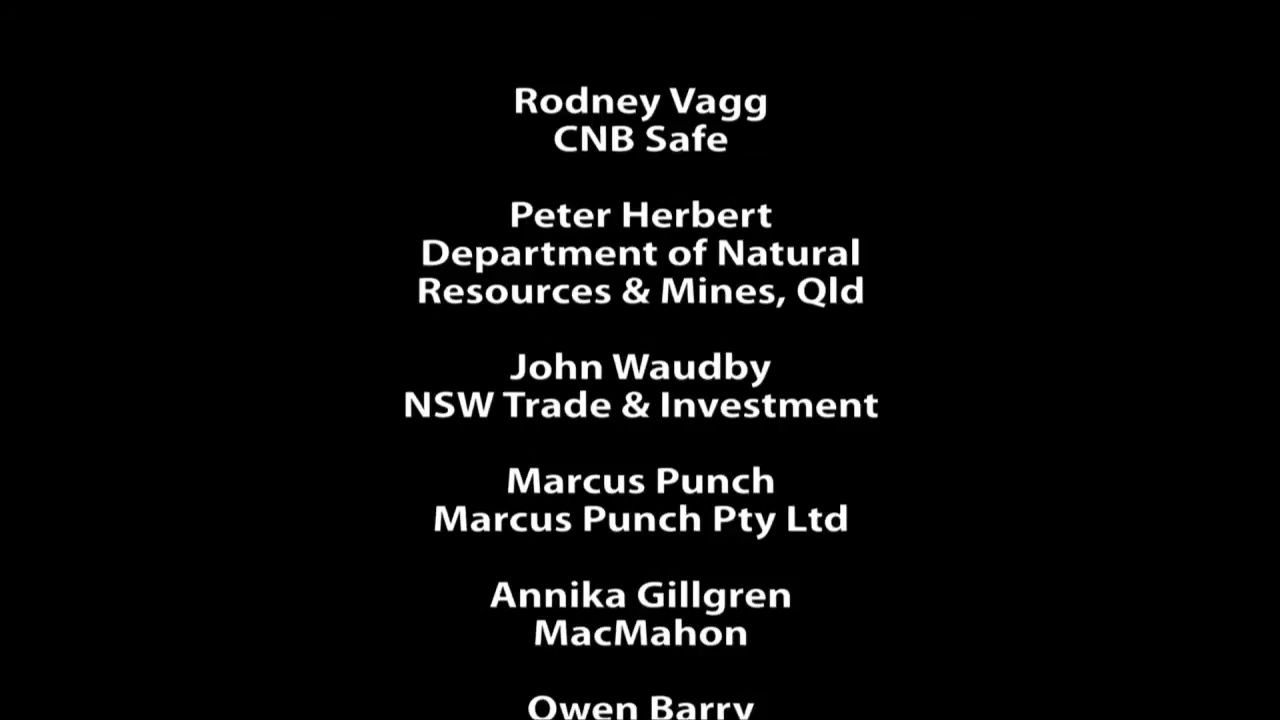 Rodney Vagg
CNB Safe
Peter Herbert
Department of Natural
Resources & Mines, Qld
John Waudby
NSW Trade & Investment
Marcus Punch
Marcus Punch Pty Ltd
Annika Gillgren
MacMahon
Owen Barry